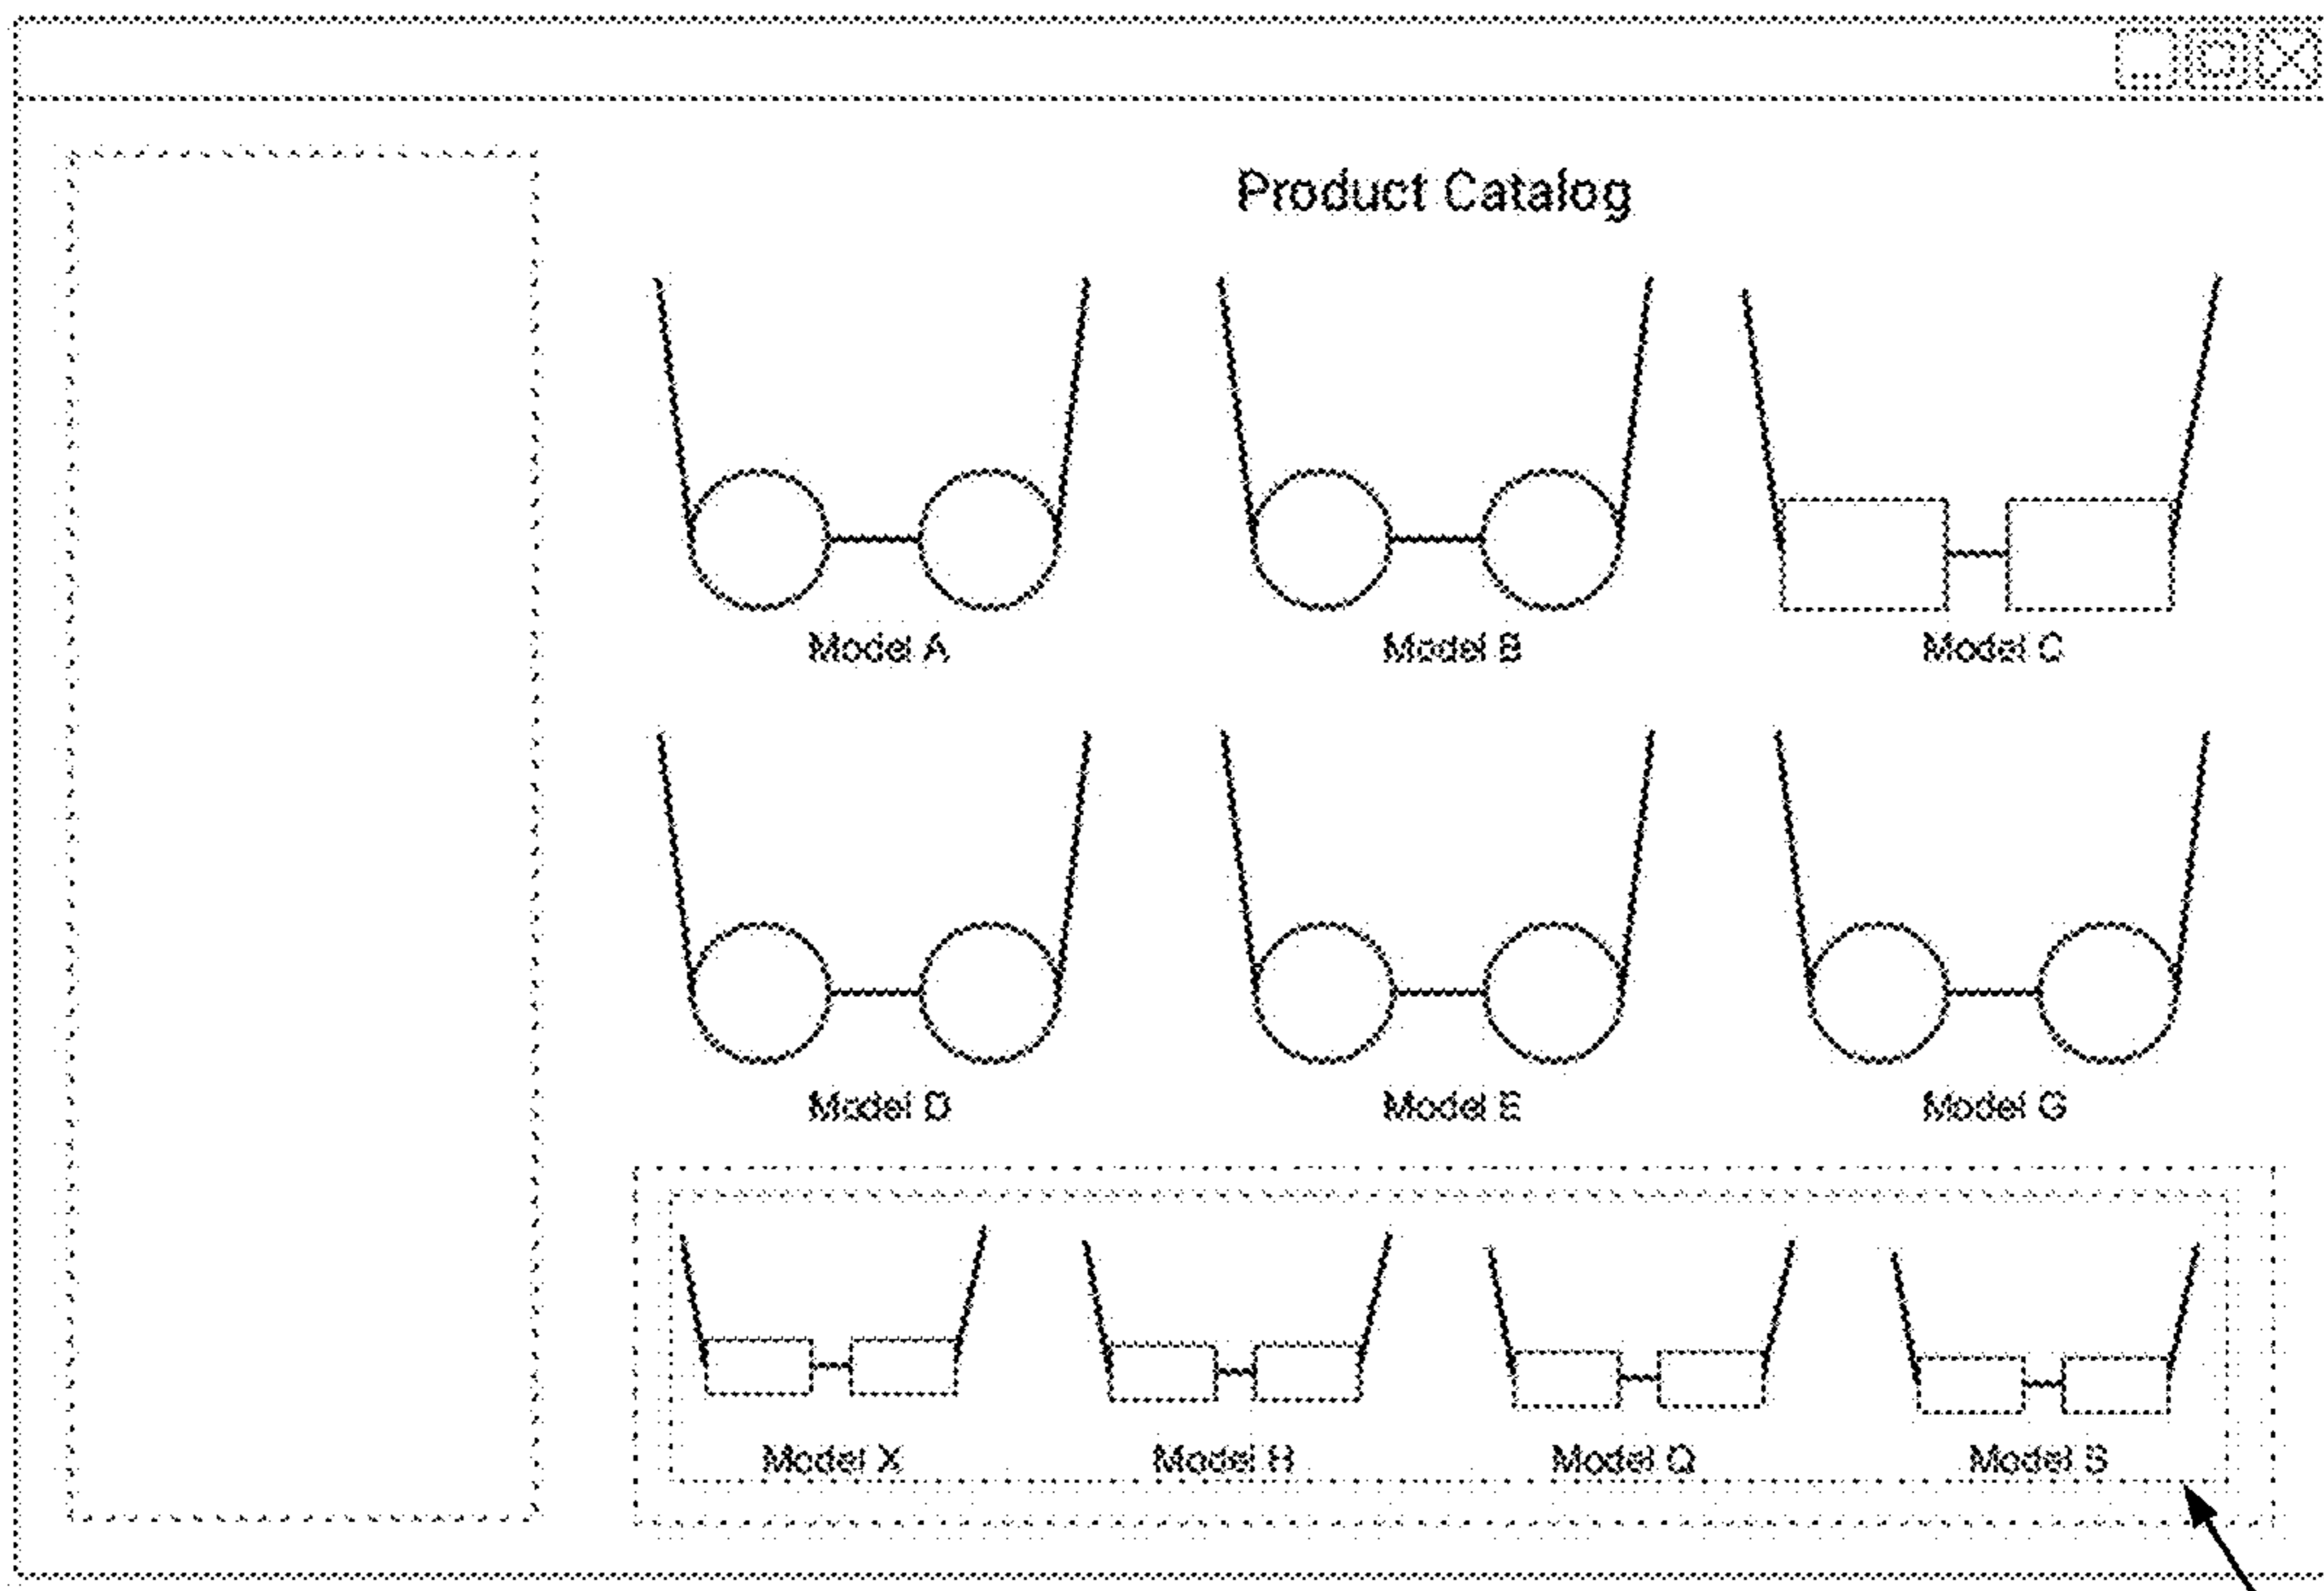 Product Catalog
Model A
Model B
Model C
Model D
Model E
Model G
Model X
Model H
Model Q
Model S